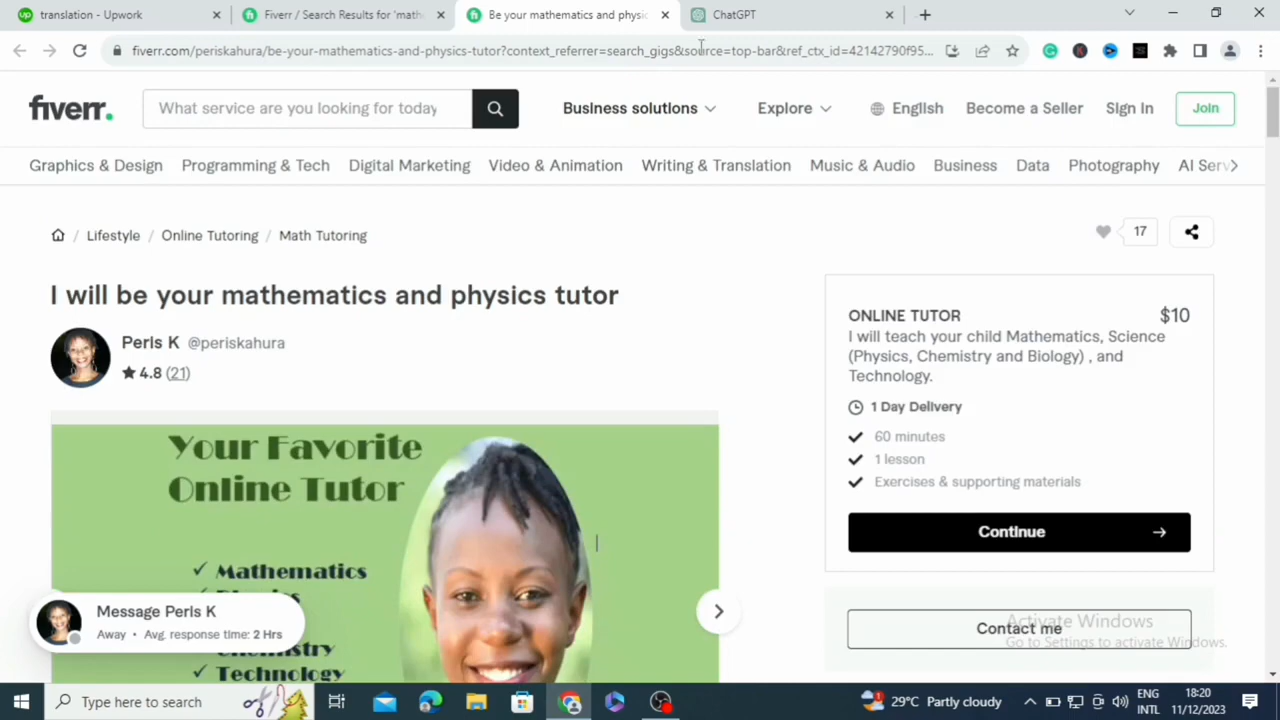 translation - Upwork
Fiverr / Search Results for 'math
Be your mathematics and physic
ChatGPT
fiverr.com/periskahura/be-your-mathematics-and-physics-tutor?context_referrer=search_gigs&source=top-bar&ref_ctx_id=42142790f95...
fiverr.
What service are you looking for today
Business solutions
Explore
English
Become a Seller
Sign In
Join
Graphics & Design
Programming & Tech
Digital Marketing
Video & Animation
Writing & Translation
Music & Audio
Business
Data
Photography
AI Serv
/ Lifestyle / Online Tutoring / Math Tutoring
17
I will be your mathematics and physics tutor
Peris K @periskahura
4.8 (21)
Your Favorite
Online Tutor
✓ Mathematics
✓ Technology
Message Peris K
Away • Avg. response time: 2 Hrs
ONLINE TUTOR $10
I will teach your child Mathematics, Science
(Physics, Chemistry and Biology) , and
Technology.
1 Day Delivery
60 minutes
1 lesson
Exercises & supporting materials
Continue
Contact me
Activate Windows
Go to Settings to activate Windows.
Type here to search
29°C Partly cloudy
ENG
INTL
18:20
11/12/2023